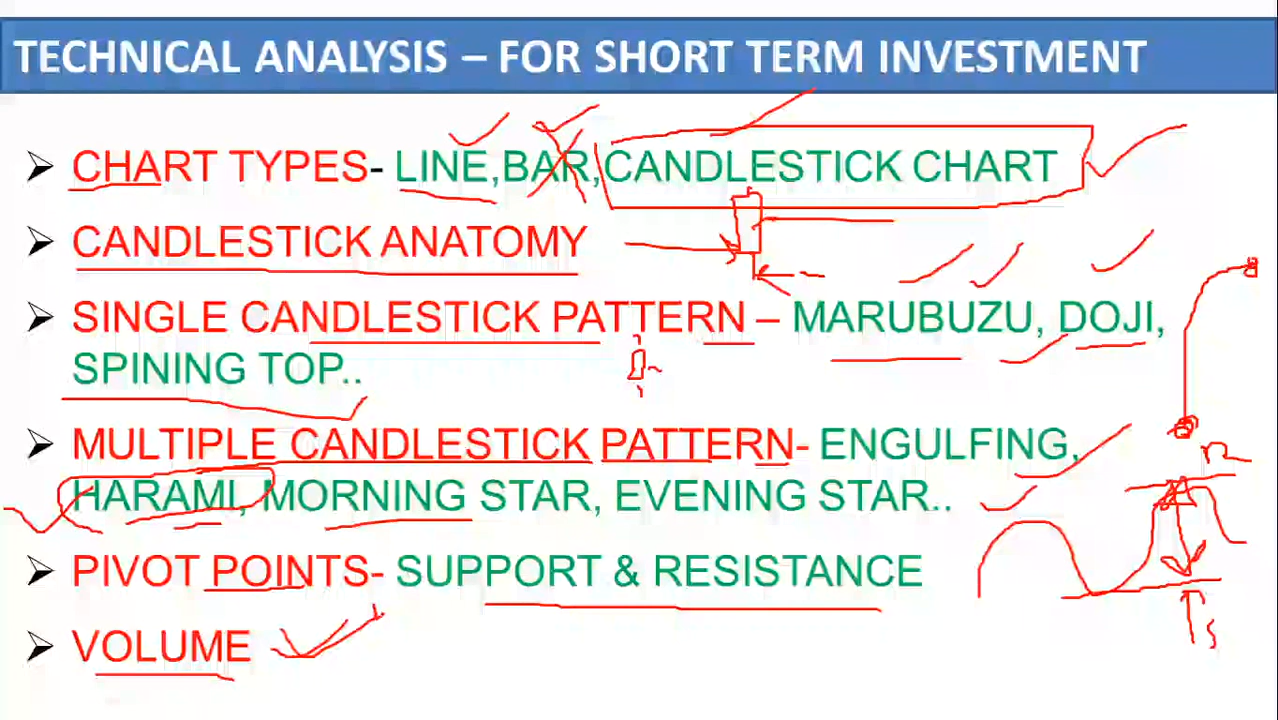 TECHNICAL ANALYSIS – FOR SHORT TERM INVESTMENT
➢ CHART TYPES- LINE,BAR,CANDLESTICK CHART
➢ CANDLESTICK ANATOMY
➢ SINGLE CANDLESTICK PATTERN – MARUBUZU, DOJI,
SPINING TOP..
➢ MULTIPLE CANDLESTICK PATTERN- ENGULFING,
HARAMI, MORNING STAR, EVENING STAR..
➢ PIVOT POINTS- SUPPORT & RESISTANCE
➢ VOLUME